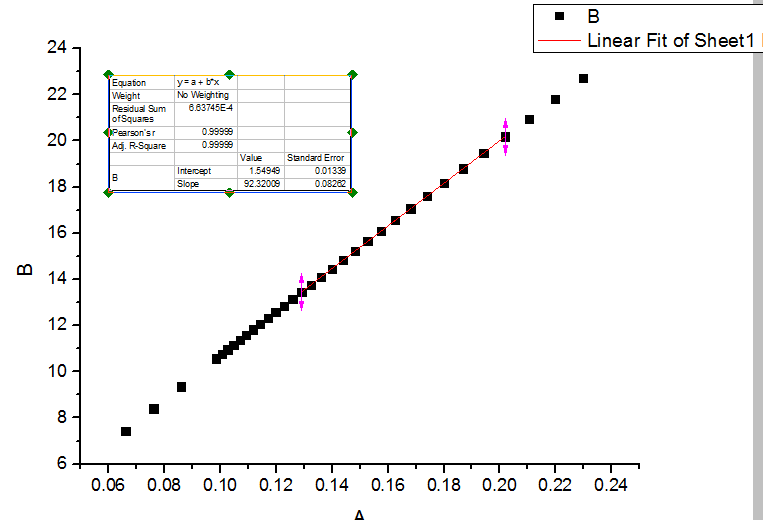 B
Linear Fit of Sheet1
24
22
20
18
16
14
12
10
8
6
B
Equation y = a + b*x
Weight No Weighting
Residual Sum of Squares 6.63745E-4
Pearson's r 0.99999
Adj. R-Square 0.99999
Value Standard Error
B Intercept 1.54949 0.01339
Slope 92.32009 0.08262
0.06 0.08 0.10 0.12 0.14 0.16 0.18 0.20 0.22 0.24
A